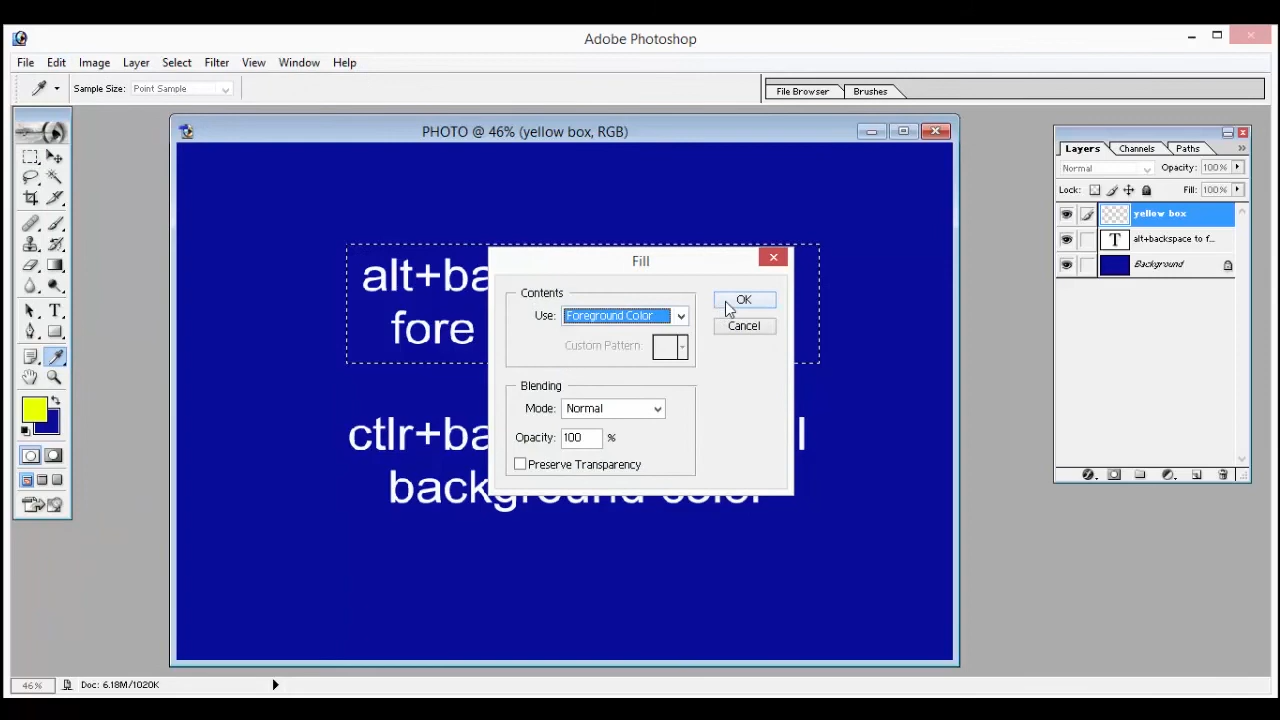 Adobe Photoshop
File Edit Image Layer Select Filter View Window Help
Sample Size: Point Sample
File Browser Brushes
PHOTO @ 46% (yellow box, RGB)
Layers Channels Paths
Normal Opacity: 100%
Lock: Fill: 100%
yellow box
T alt+backspace to f...
Background
alt+ba
fore
ctlr+ba l
background color
Fill
Contents
Use: Foreground Color
Custom Pattern:
OK
Cancel
Blending
Mode: Normal
Opacity: 100 %
Preserve Transparency
46% Doc: 6.18M/1020K